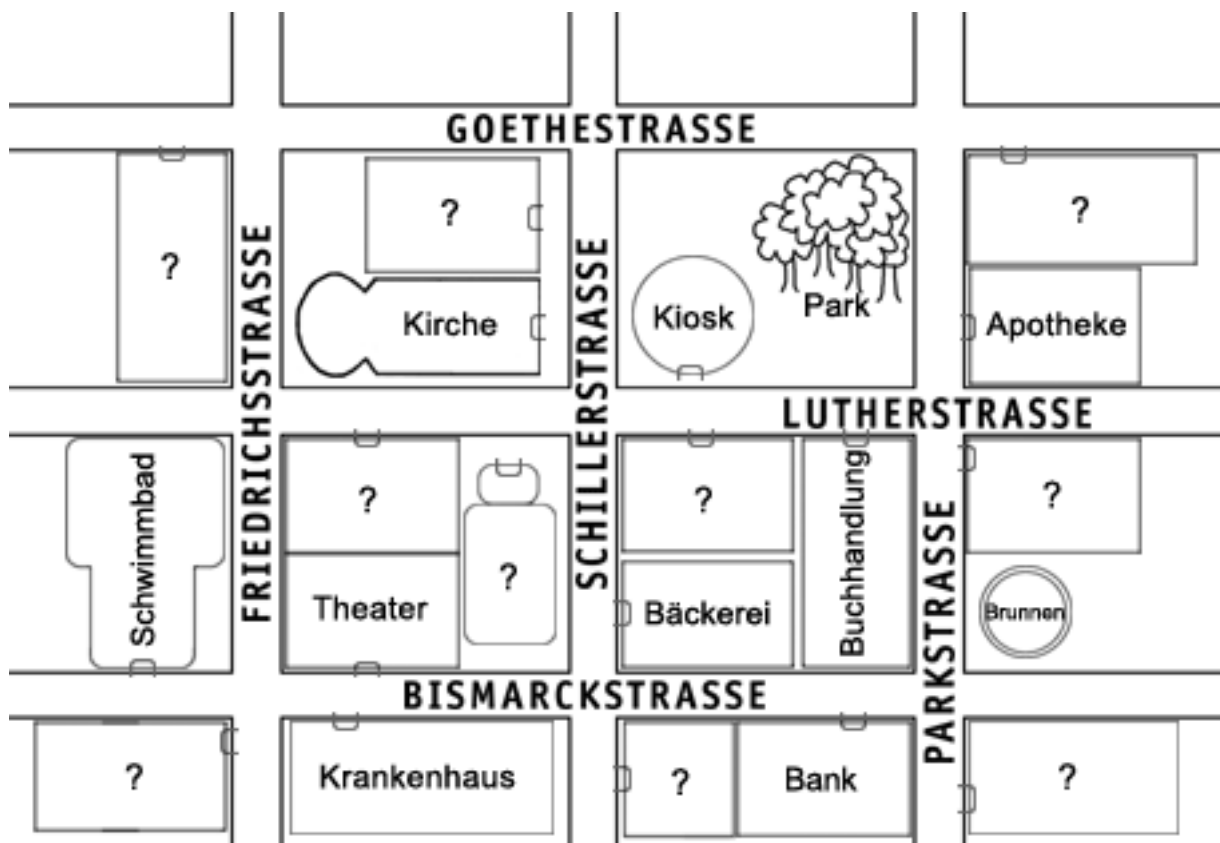 GOETHESTRASSE
?
?
?
Kirche
Kiosk
Park
Apotheke
FRIEDRICHSSTRASSE
SCHILLERSTRASSE
LUTHERSTRASSE
Schwimmbad
?
?
?
Buchhandlung
?
Theater
Bäckerei
Brunnen
PARKSTRASSE
BISMARCKSTRASSE
?
Krankenhaus
?
Bank
?